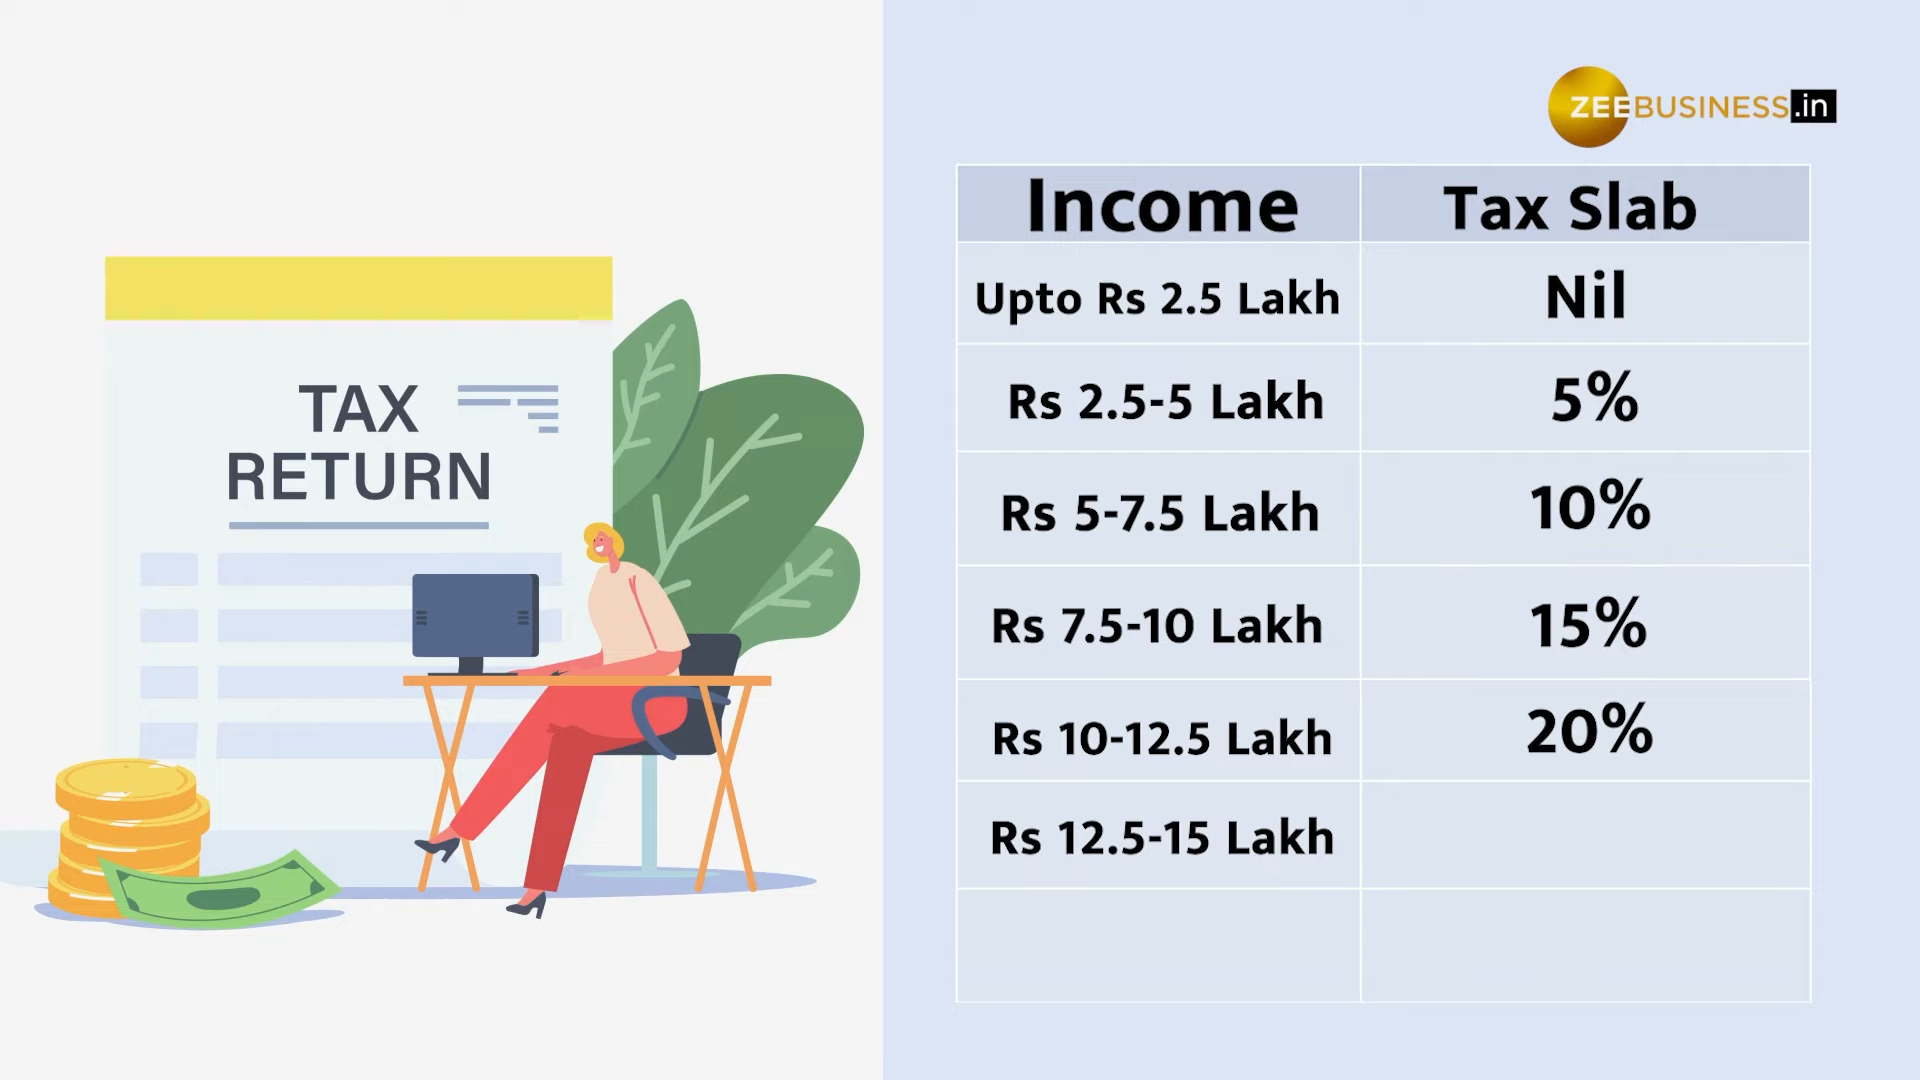 TAX
RETURN
ZEEBUSINESS.in
Income Tax Slab
Upto Rs 2.5 Lakh Nil
Rs 2.5-5 Lakh 5%
Rs 5-7.5 Lakh 10%
Rs 7.5-10 Lakh 15%
Rs 10-12.5 Lakh 20%
Rs 12.5-15 Lakh